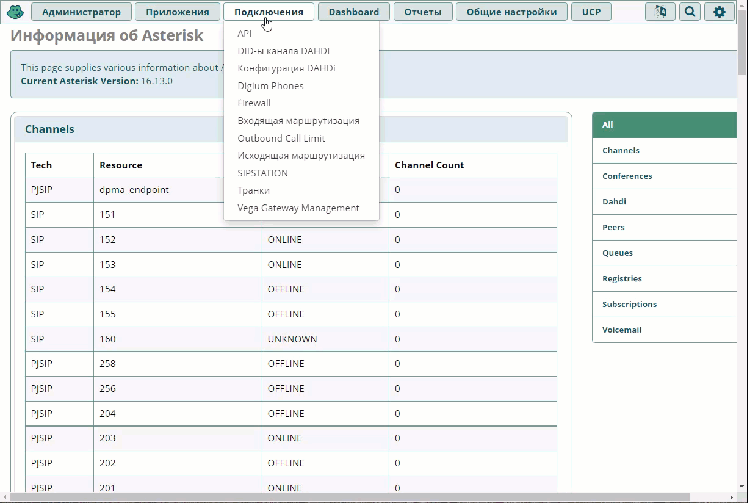 Администратор Приложения Подключения Dashboard Отчеты Общие настройки UCP
Информация об Asterisk
API
DID-ы канала DAHDI
Конфигурация DAHDI
Digium Phones
Firewall
Входящая маршрутизация
Outbound Call Limit
Исходящая маршрутизация
SIPSTATION
Транки
Vega Gateway Management
This page supplies various information about
Current Asterisk Version: 16.13.0
Channels
Tech Resource Channel Count
PJSIP dpma_endpoint 0
SIP 151 0
SIP 152 ONLINE 0
SIP 153 ONLINE 0
SIP 154 OFFLINE 0
SIP 155 OFFLINE 0
SIP 160 UNKNOWN 0
PJSIP 258 OFFLINE 0
PJSIP 256 OFFLINE 0
PJSIP 204 OFFLINE 0
PJSIP 203 ONLINE 0
PJSIP 202 OFFLINE 0
PJSIP 201 ONLINE 0
All
Channels
Conferences
Dahdi
Peers
Queues
Registries
Subscriptions
Voicemail